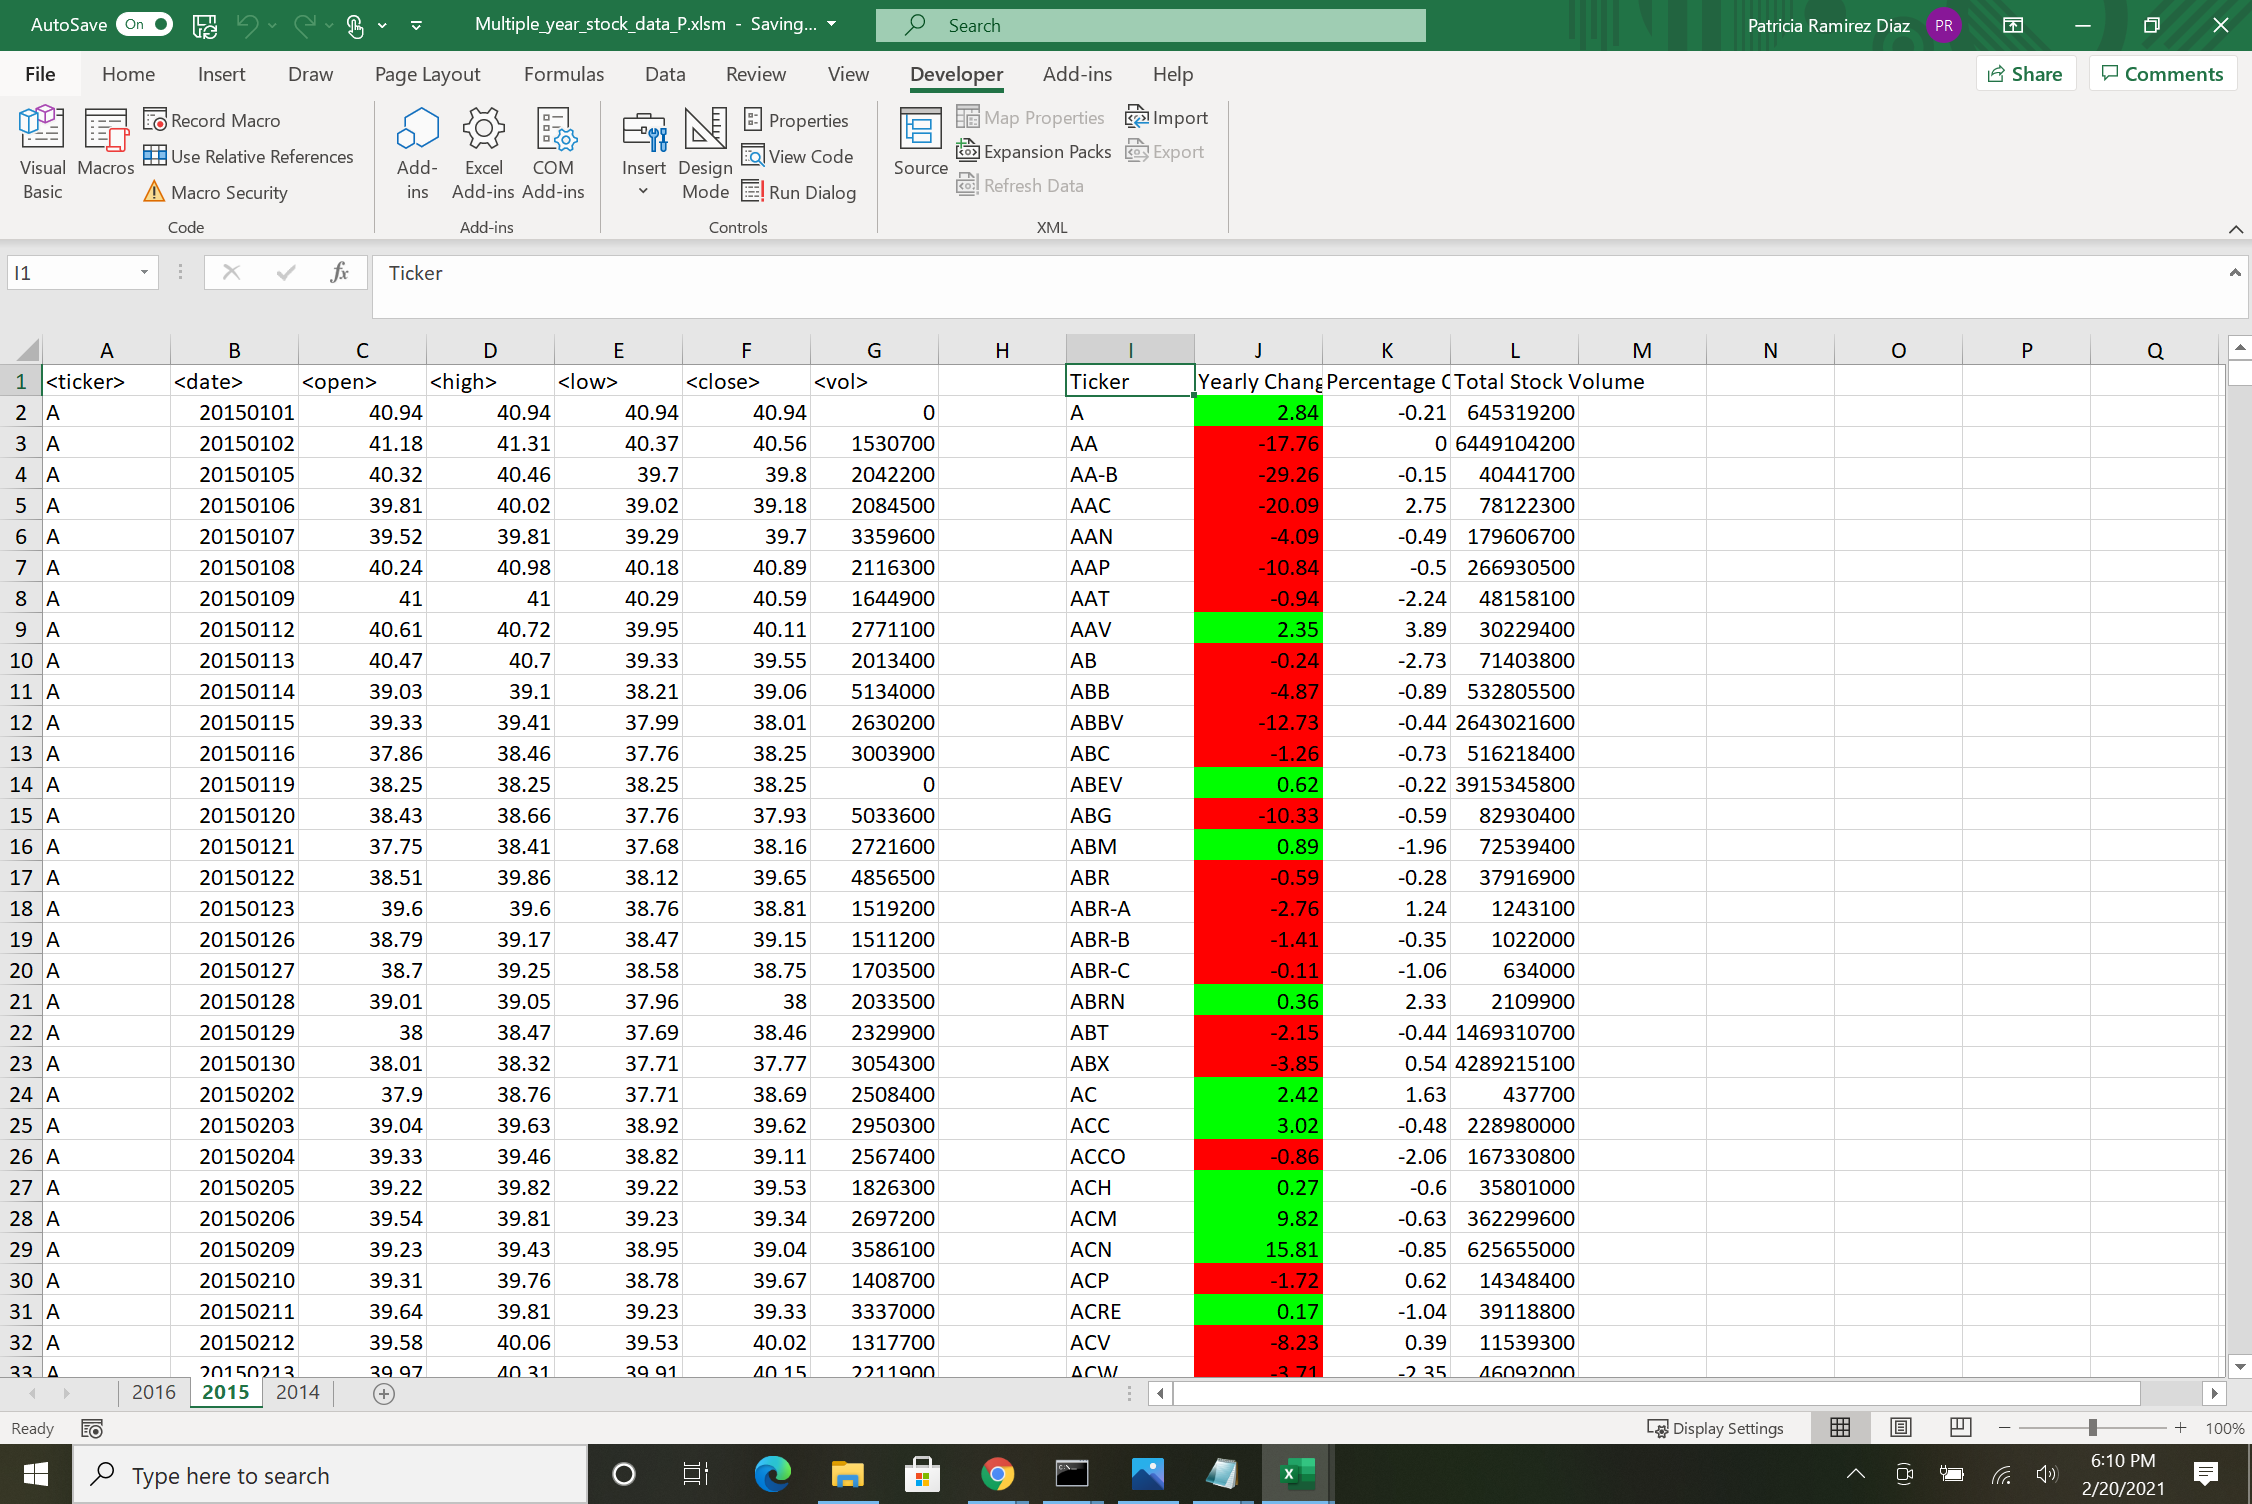 AutoSave On Multiple_year_stock_data_P.xlsm - Saving... Search Patricia Ramirez Diaz PR
File Home Insert Draw Page Layout Formulas Data Review View Developer Add-ins Help Share Comments
Visual Basic
Macros
Record Macro
Use Relative References
Macro Security
Code
Add-ins
Excel Add-ins
COM Add-ins
Add-ins
Insert
Design Mode
Properties
View Code
Run Dialog
Controls
Source
Map Properties
Expansion Packs
Refresh Data
Import
Export
XML
I1 fx Ticker
A B C D E F G H I J K L M N O P Q
1 <ticker> <date> <open> <high> <low> <close> <vol> Ticker Yearly Chang Percentage C Total Stock Volume
2 A 20150101 40.94 40.94 40.94 40.94 0 A 2.84 -0.21 645319200
3 A 20150102 41.18 41.31 40.37 40.56 1530700 AA -17.76 0 6449104200
4 A 20150105 40.32 40.46 39.7 39.8 2042200 AA-B -29.26 -0.15 40441700
5 A 20150106 39.81 40.02 39.02 39.18 2084500 AAC -20.09 2.75 78122300
6 A 20150107 39.52 39.81 39.29 39.7 3359600 AAN -4.09 -0.49 179606700
7 A 20150108 40.24 40.98 40.18 40.89 2116300 AAP -10.84 -0.5 266930500
8 A 20150109 41 41 40.29 40.59 1644900 AAT -0.94 -2.24 48158100
9 A 20150112 40.61 40.72 39.95 40.11 2771100 AAV 2.35 3.89 30229400
10 A 20150113 40.47 40.7 39.33 39.55 2013400 AB -0.24 -2.73 71403800
11 A 20150114 39.03 39.1 38.21 39.06 5134000 ABB -4.87 -0.89 532805500
12 A 20150115 39.33 39.41 37.99 38.01 2630200 ABBV -12.73 -0.44 2643021600
13 A 20150116 37.86 38.46 37.76 38.25 3003900 ABC -1.26 -0.73 516218400
14 A 20150119 38.25 38.25 38.25 38.25 0 ABEV 0.62 -0.22 3915345800
15 A 20150120 38.43 38.66 37.76 37.93 5033600 ABG -10.33 -0.59 82930400
16 A 20150121 37.75 38.41 37.68 38.16 2721600 ABM 0.89 -1.96 72539400
17 A 20150122 38.51 39.86 38.12 39.65 4856500 ABR -0.59 -0.28 37916900
18 A 20150123 39.6 39.6 38.76 38.81 1519200 ABR-A -2.76 1.24 1243100
19 A 20150126 38.79 39.17 38.47 39.15 1511200 ABR-B -1.41 -0.35 1022000
20 A 20150127 38.7 39.25 38.58 38.75 1703500 ABR-C -0.11 -1.06 634000
21 A 20150128 39.01 39.05 37.96 38 2033500 ABRN 0.36 2.33 2109900
22 A 20150129 38 38.47 37.69 38.46 2329900 ABT -2.15 -0.44 1469310700
23 A 20150130 38.01 38.32 37.71 37.77 3054300 ABX -3.85 0.54 4289215100
24 A 20150202 37.9 38.76 37.71 38.69 2508400 AC 2.42 1.63 437700
25 A 20150203 39.04 39.63 38.92 39.62 2950300 ACC 3.02 -0.48 228980000
26 A 20150204 39.33 39.46 38.82 39.11 2567400 ACCO -0.86 -2.06 167330800
27 A 20150205 39.22 39.82 39.22 39.53 1826300 ACH 0.27 -0.6 35801000
28 A 20150206 39.54 39.81 39.23 39.34 2697200 ACM 9.82 -0.63 362299600
29 A 20150209 39.23 39.43 38.95 39.04 3586100 ACN 15.81 -0.85 625655000
30 A 20150210 39.31 39.76 38.78 39.67 1408700 ACP -1.72 0.62 14348400
31 A 20150211 39.64 39.81 39.23 39.33 3337000 ACRE 0.17 -1.04 39118800
32 A 20150212 39.58 40.06 39.53 40.02 1317700 ACV -8.23 0.39 11539300
33 A 20150213 39.97 40.31 39.91 40.15 2211900 ACW -3.71 -2.35 46092000
2016 2015 2014
Ready Display Settings 100%
Type here to search 6:10 PM
2/20/2021